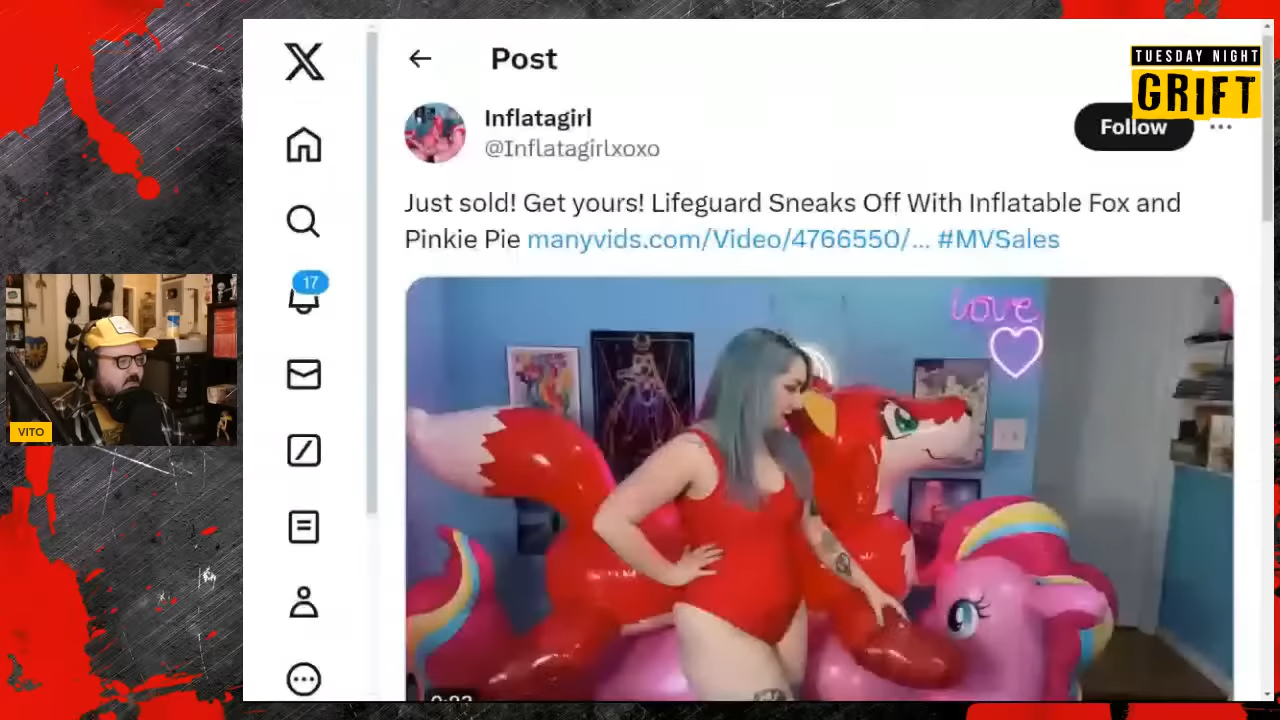 TUESDAY NIGHT
GRIFT
Post
Inflatagirl
@Inflatagirlxoxo
Follow
Just sold! Get yours! Lifeguard Sneaks Off With Inflatable Fox and
Pinkie Pie manyvids.com/Video/4766550/... #MVSales
17
love
VITO